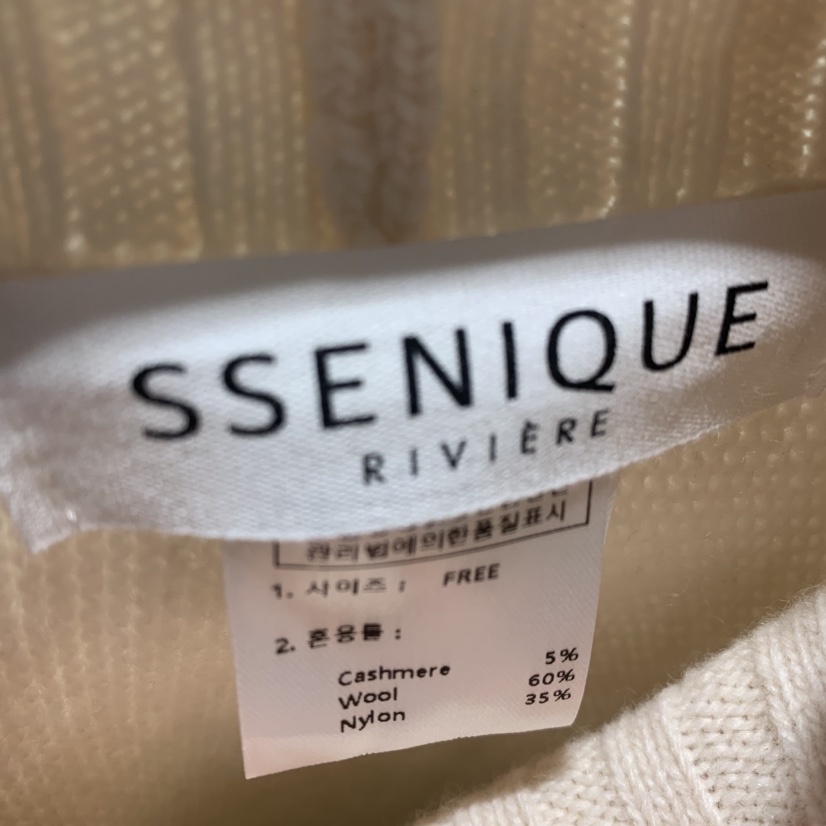 SSENIQUE
RIVIÈRE
관리법에의한품질표시
1. 사이즈 : FREE
2. 혼용률 :
Cashmere 5%
Wool 60%
Nylon 35%